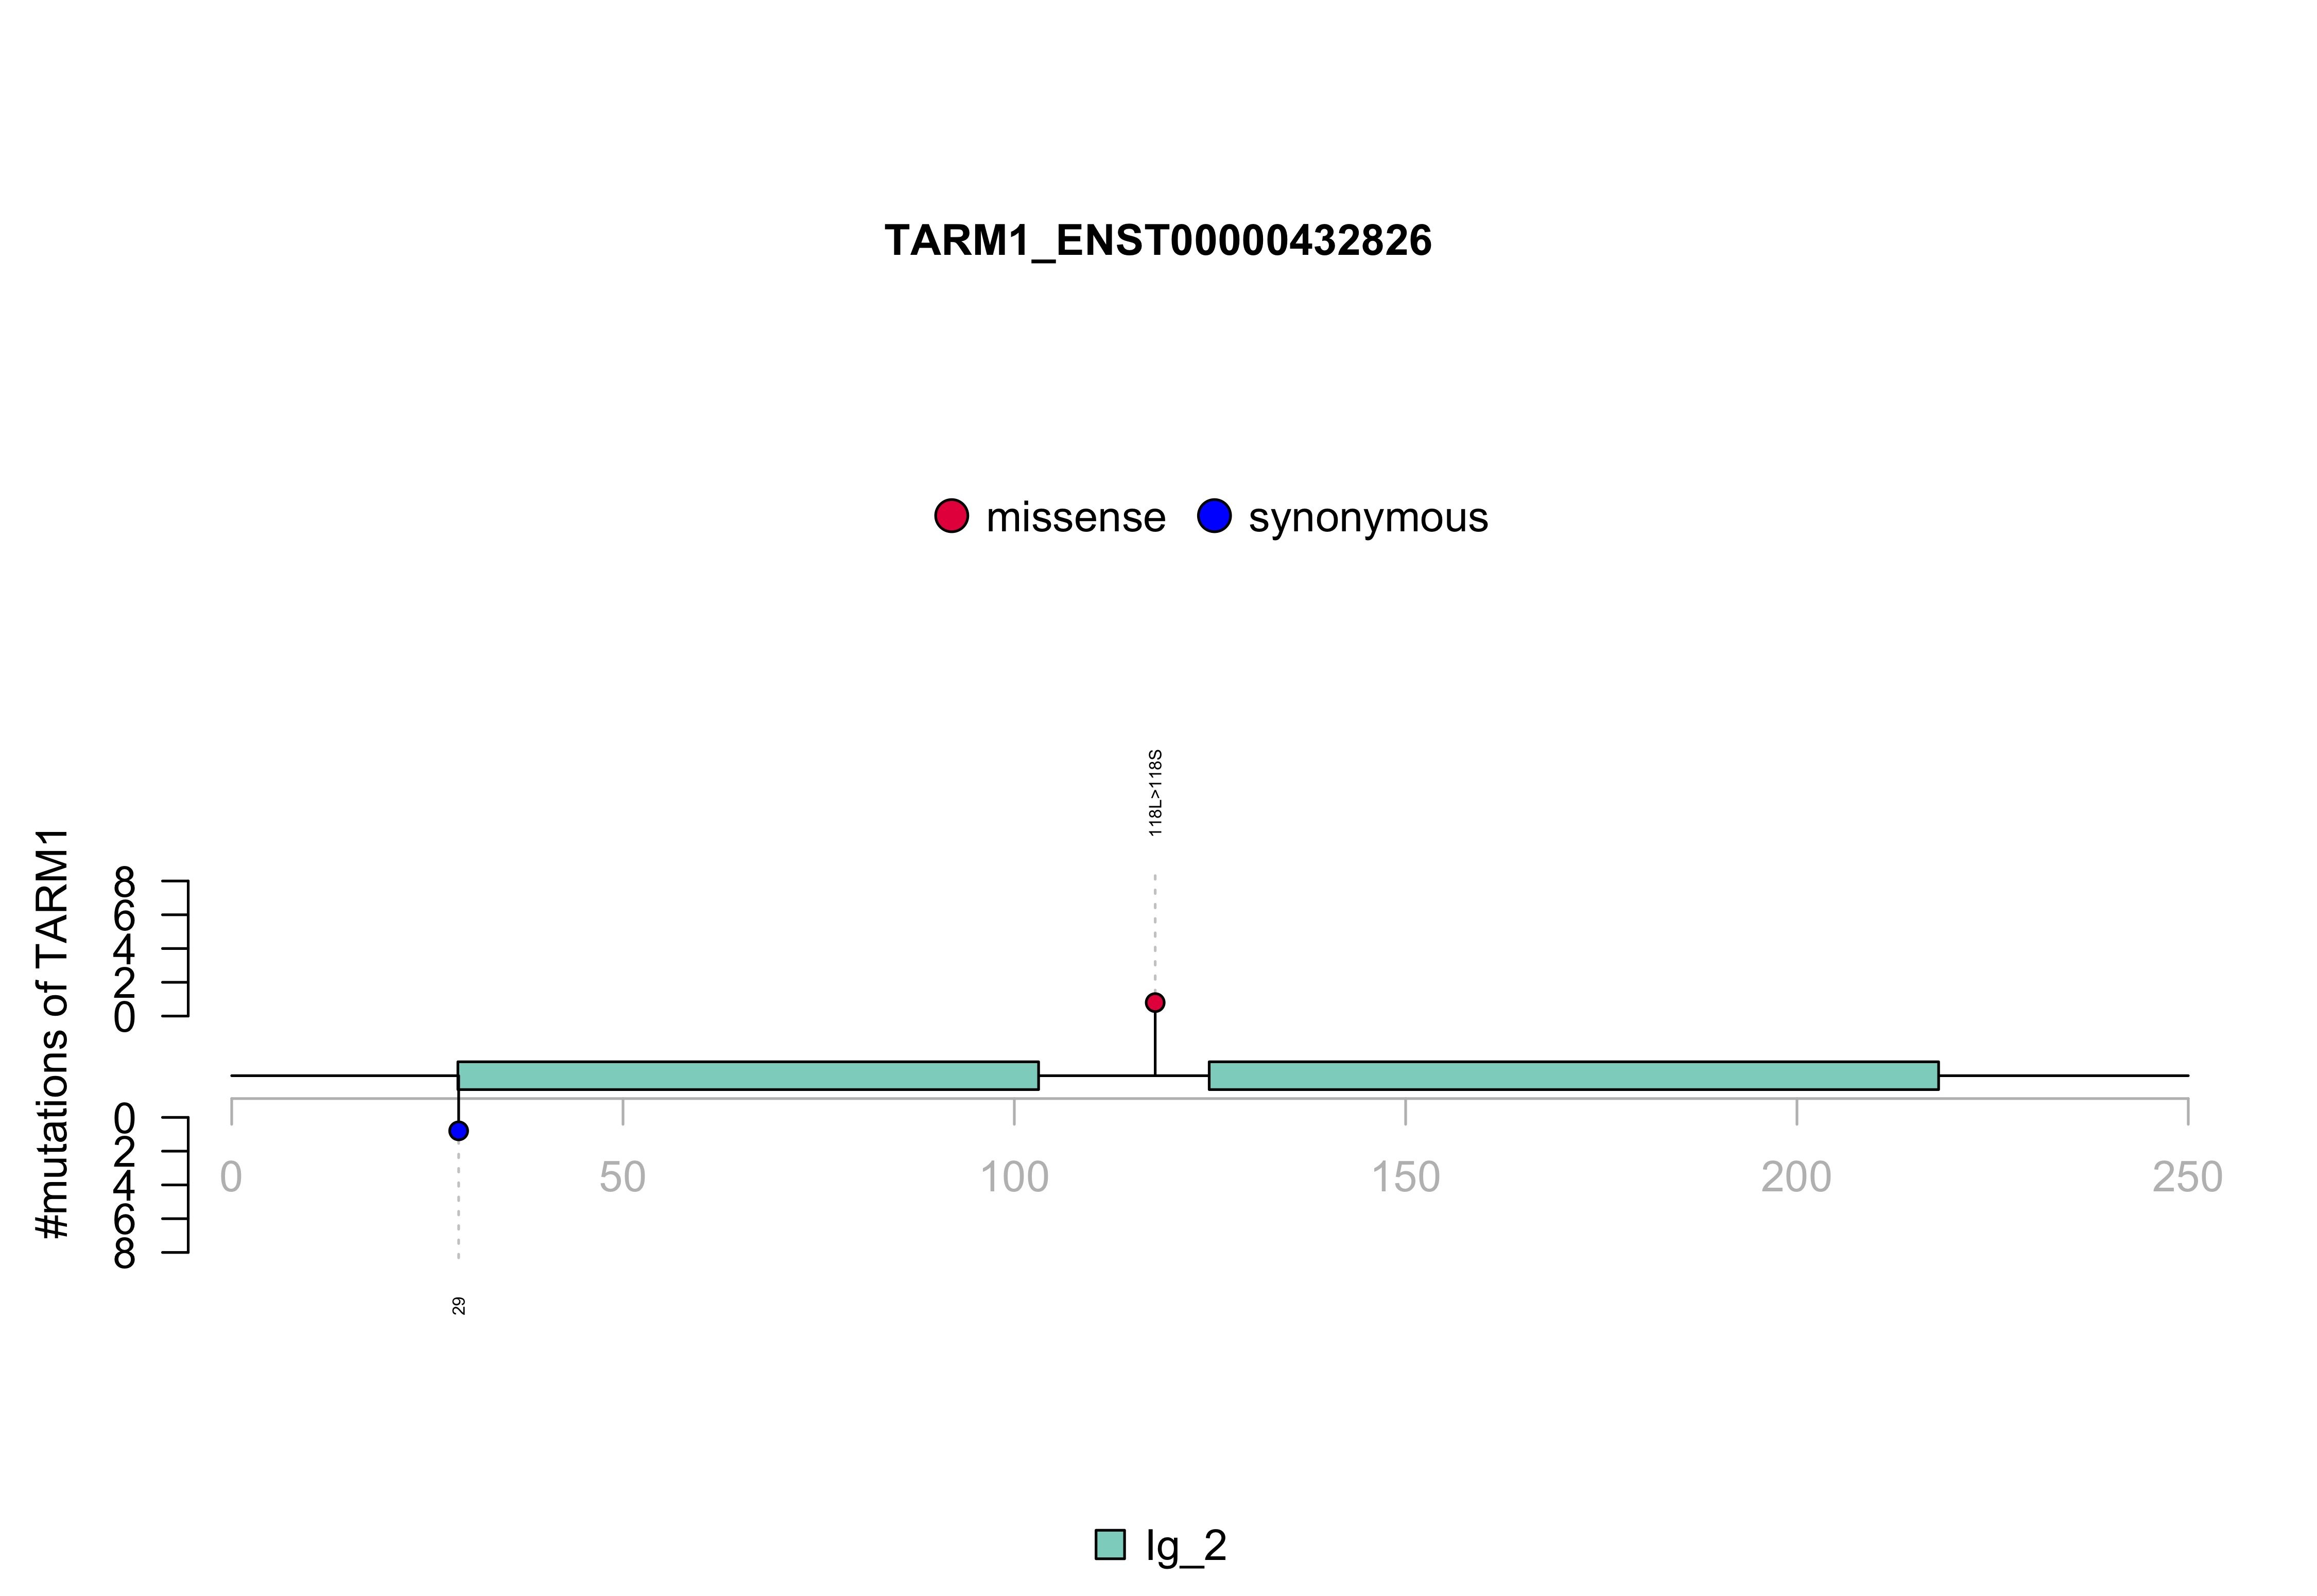 TARM1_ENST00000432826
missense synonymous
118L>118S
#mutations of TARM1
8
6
4
2
0
0
2
4
6
8
0 50 100 150 200 250
29
Ig_2